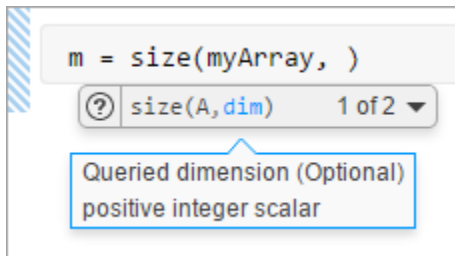 m = size(myArray, )
? size(A,dim) 1 of 2
Queried dimension (Optional)
positive integer scalar